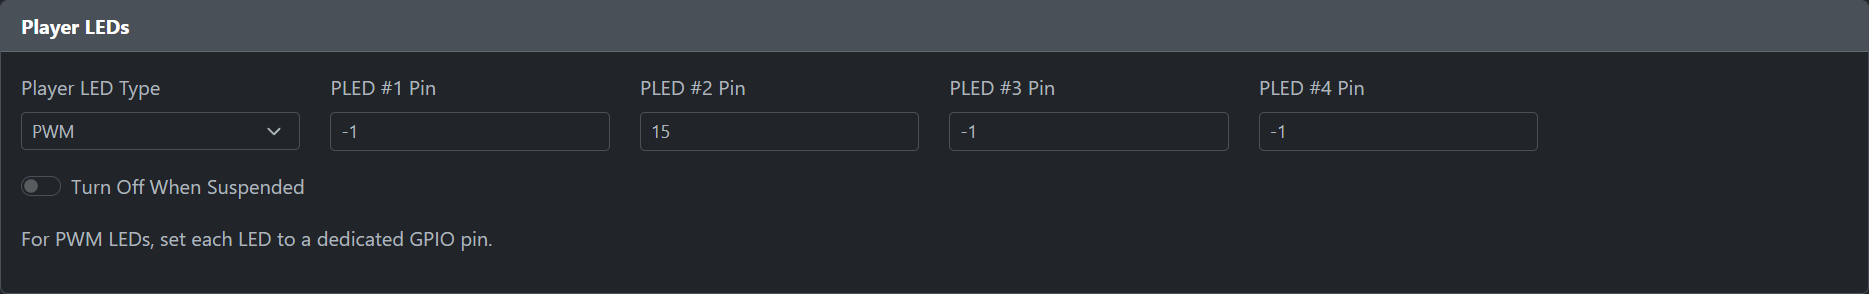 Player LEDs
Player LED Type PLED #1 Pin PLED #2 Pin PLED #3 Pin PLED #4 Pin
PWM -1 15 -1 -1
Turn Off When Suspended
For PWM LEDs, set each LED to a dedicated GPIO pin.